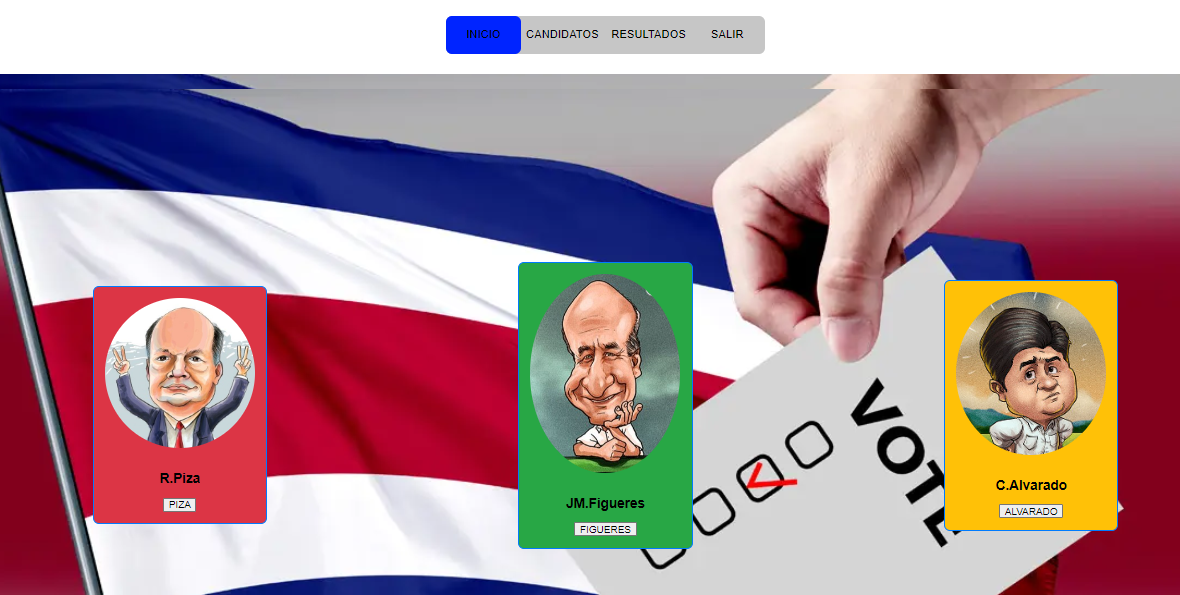 INICIO CANDIDATOS RESULTADOS SALIR
VOTE
R.Piza
PIZA
JM.Figueres
FIGUERES
C.Alvarado
ALVARADO